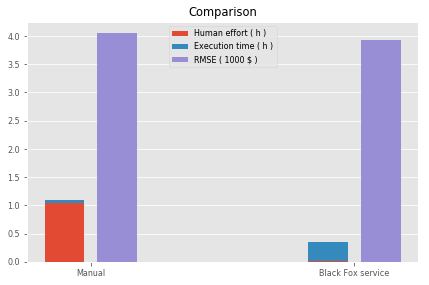 Comparison
Human effort ( h )
Execution time ( h )
RMSE ( 1000 $ )
4.0
3.5
3.0
2.5
2.0
1.5
1.0
0.5
0.0
Manual
Black Fox service